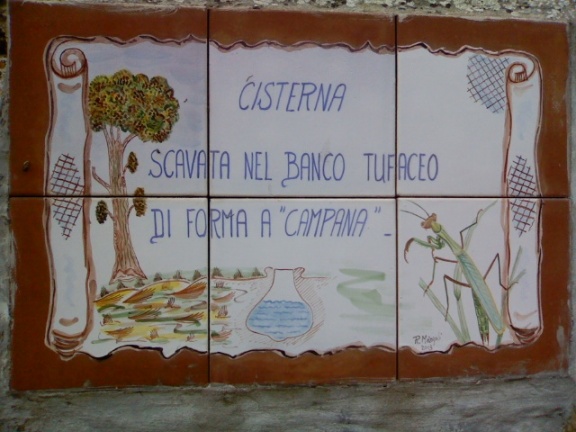 CISTERNA
SCAVATA NEL BANCO TUFACEO
DI FORMA A "CAMPANA"